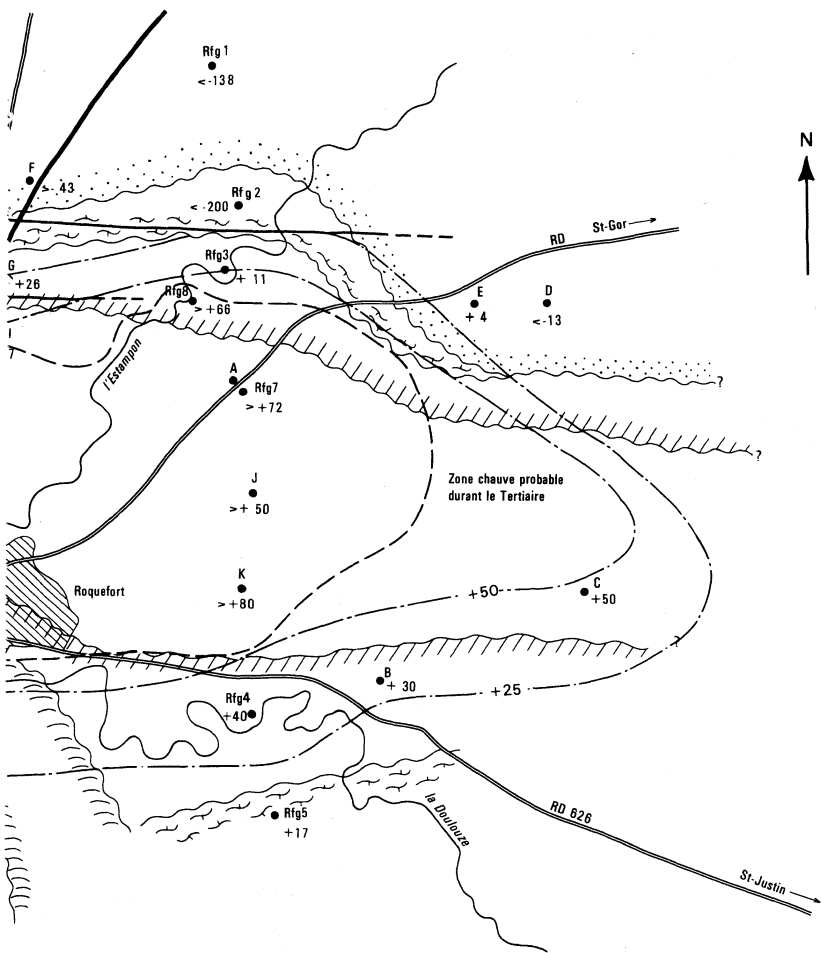 Rfg 1
<-138
N
F
>-43
Rfg 2
<-200
St-Gor
RD
G
+26
Rfg3
+ 11
Rfg8
>+66
E
+ 4
D
<-13
l'Estampon
A
Rfg7
>+72
?
?
J
>+ 50
Zone chauve probable
durant le Tertiaire
K
>+80
Roquefort
+50
C
+50
?
B
+ 30
+25
Rfg4
+40
Rfg5
+17
la Doulouze
RD 626
St-Justin